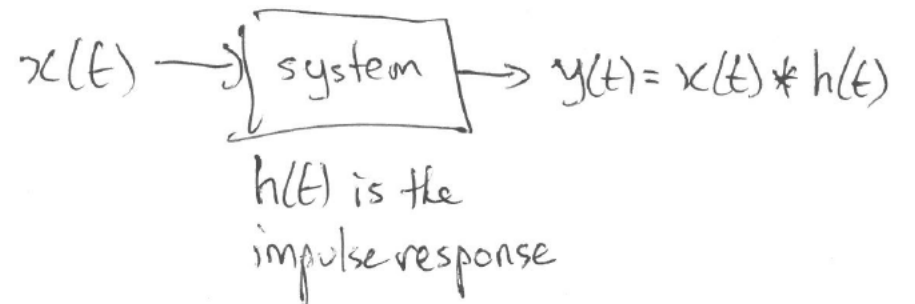 x(t) → system → y(t) = x(t) * h(t)
h(t) is the
impulse response